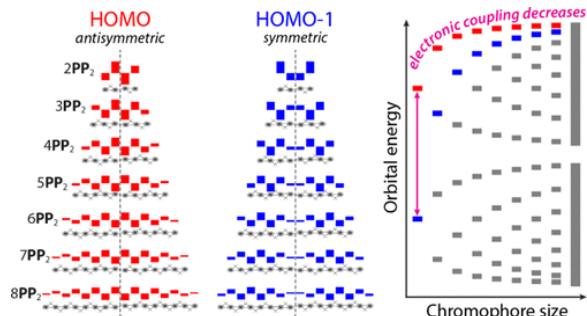 HOMO
antisymmetric
HOMO-1
symmetric
2PP2
3PP2
4PP2
5PP2
6PP2
7PP2
8PP2
electronic coupling decreases
Orbital energy
Chromophore size